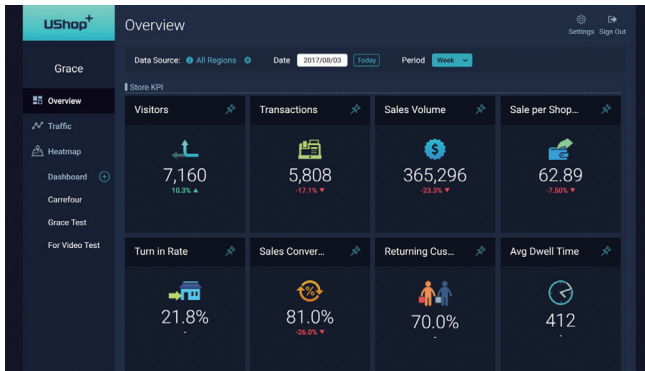 UShop+
Overview
Settings
Sign Out
Grace
Data Source:
All Regions
Date
2017/08/03
Today
Period
Week
Store KPI
Overview
Traffic
Heatmap
Dashboard
Carrefour
Grace Test
For Video Test
Visitors
7,160
10.3% ▲
Transactions
5,808
-17.1% ▼
Sales Volume
$
365,296
-23.3% ▼
Sale per Shop...
62.89
-7.50% ▼
Turn in Rate
21.8%
-
Sales Conver...
%
81.0%
-26.0% ▼
Returning Cus...
70.0%
-
Avg Dwell Time
412
-